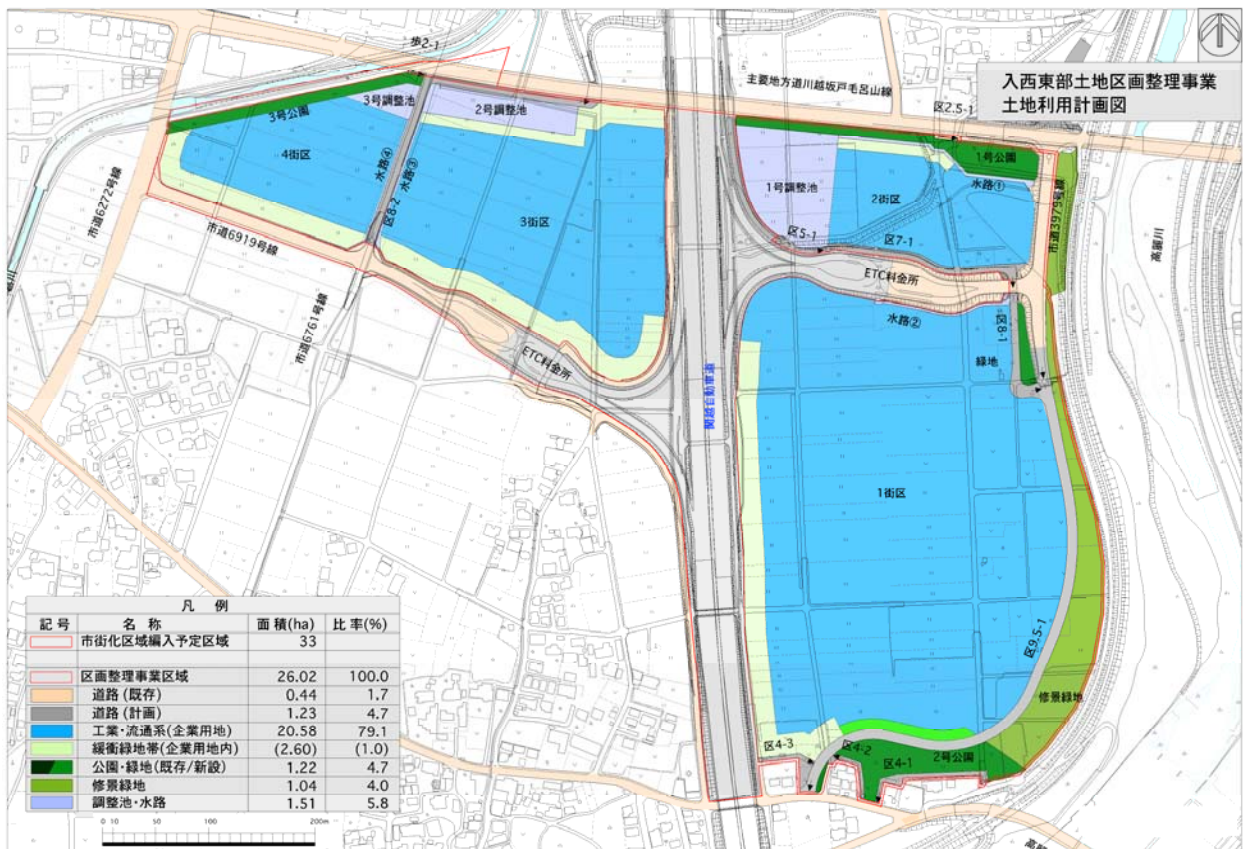 入西東部土地区画整理事業
土地利用計画図
歩2-1
主要地方道川越坂戸毛呂山線
区2.5-1
3号調整池
2号調整池
3号公園
4街区
水路④
水路③
区8-2
3街区
市道6272号線
市道6919号線
市道6761号線
ETC料金所
関越自動車道
1号公園
1号調整池
2街区
水路①
市道3979号線
高麗川
区5-1
区7-1
ETC料金所
水路②
区8-1
緑地
1街区
区9.5-1
修景緑地
区4-3
区4-2
区4-1
2号公園
凡 例
記号 名 称 面 積(ha) 比 率(%)
市街化区域編入予定区域 33
区画整理事業区域 26.02 100.0
道路 (既存) 0.44 1.7
道路 (計画) 1.23 4.7
工業・流通系(企業用地) 20.58 79.1
緩衝緑地帯(企業用地内) (2.60) (1.0)
公園・緑地(既存/新設) 1.22 4.7
修景緑地 1.04 4.0
調整池・水路 1.51 5.8
0 10 50 100 200m